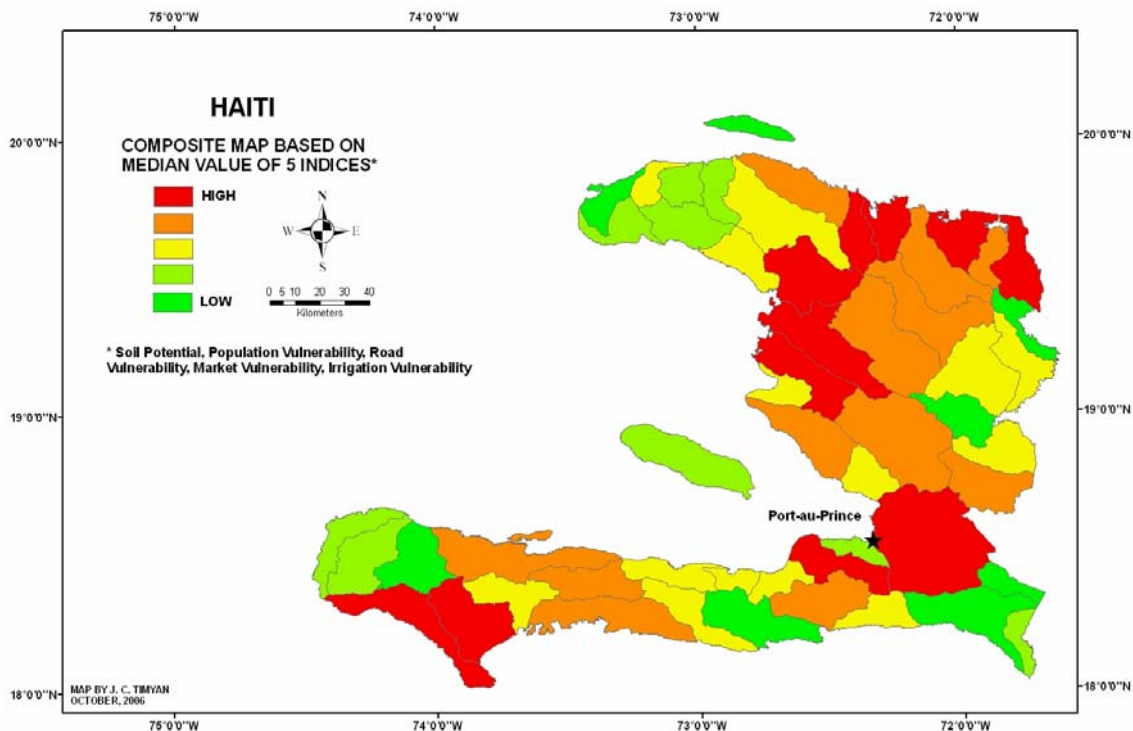 75°0'0"W 74°0'0"W 73°0'0"W 72°0'0"W
HAITI
20°0'0"N 20°0'0"N
COMPOSITE MAP BASED ON
MEDIAN VALUE OF 5 INDICES*
HIGH
N
W E
S
LOW
0 5 10 20 30 40
Kilometers
* Soil Potential, Population Vulnerability, Road
Vulnerability, Market Vulnerability, Irrigation Vulnerability
19°0'0"N 19°0'0"N
Port-au-Prince
MAP BY J. C. TIMYAN
OCTOBER, 2006
18°0'0"N 18°0'0"N
75°0'0"W 74°0'0"W 73°0'0"W 72°0'0"W